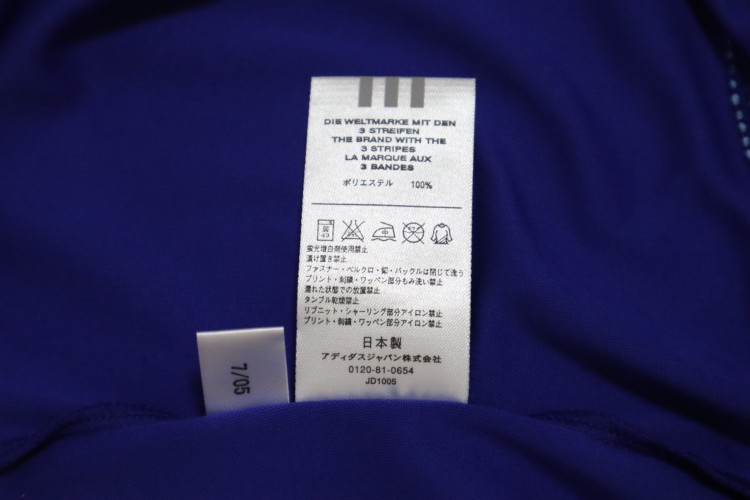 DIE WELTMARKE MIT DEN
3 STREIFEN
THE BRAND WITH THE
3 STRIPES
LA MARQUE AUX
3 BANDES
ポリエステル 100%
中
蛍光増白剤使用禁止
漬け置き禁止
ファスナー・ベルクロ・釦・バックルは閉じて洗う
プリント・刺繍・ワッペン部分もみ洗い禁止
濡れた状態での放置禁止
タンブル乾燥禁止
リブニット・シャーリング部分アイロン禁止
プリント・刺繍・ワッペン部分アイロン禁止
日本製
アディダスジャパン株式会社
0120-81-0654
JD1005
7/05